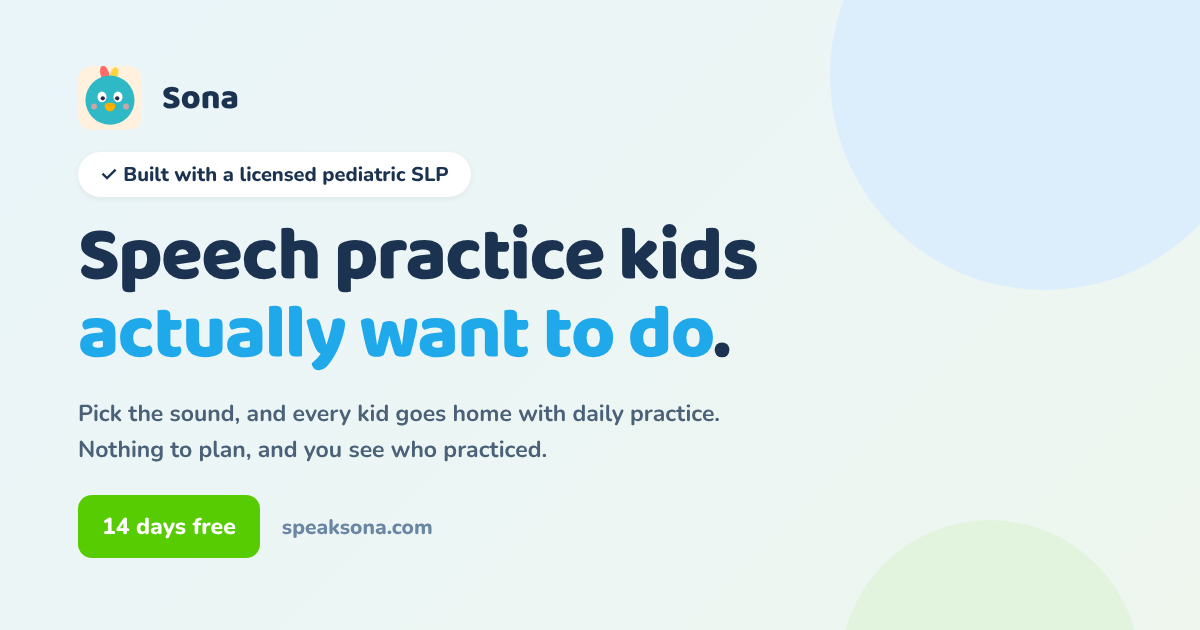 Sona
✓ Built with a licensed pediatric SLP
Speech practice kids
actually want to do.
Pick the sound, and every kid goes home with daily practice.
Nothing to plan, and you see who practiced.
14 days free
speaksona.com